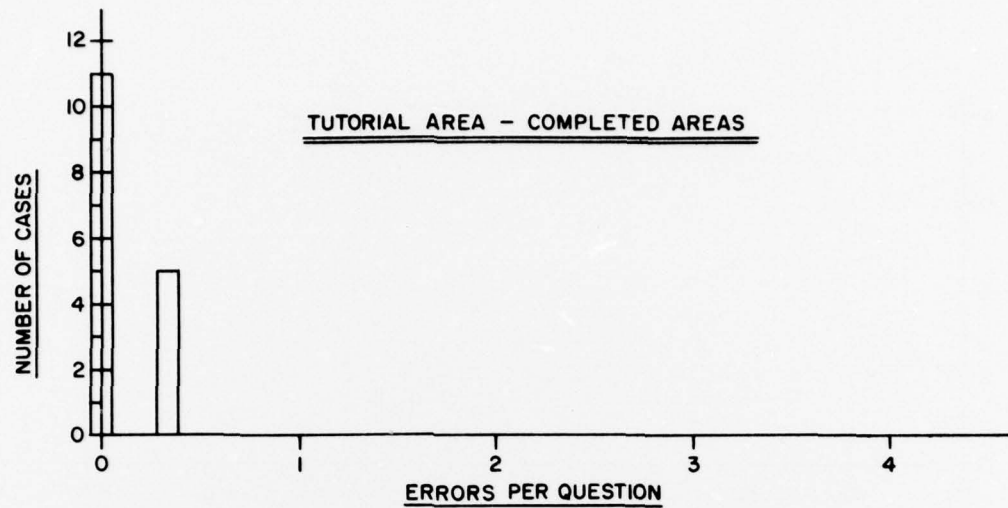 12
10
8
6
4
2
0
NUMBER OF CASES
TUTORIAL AREA - COMPLETED AREAS
0 1 2 3 4
ERRORS PER QUESTION